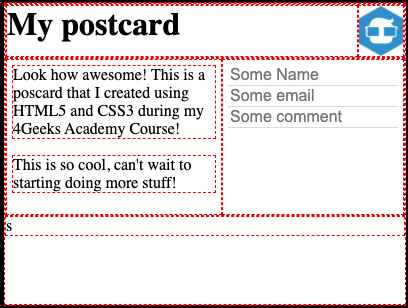 My postcard
Look how awesome! This is a
poscard that I created using
HTML5 and CSS3 during my
4Geeks Academy Course!
This is so cool, can't wait to
starting doing more stuff!
Some Name
Some email
Some comment
s